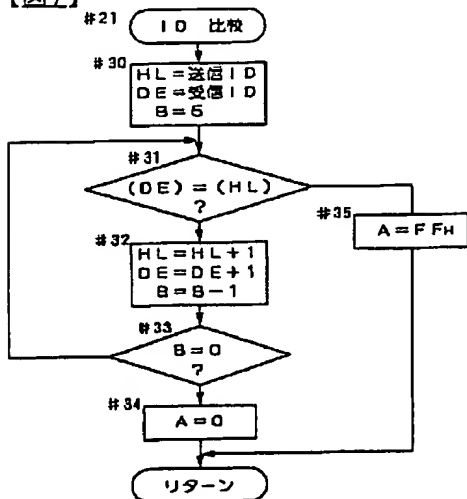 【図7】
#21
ID 比較
#30
HL=送信ID
DE=受信ID
B=5
#31
(DE)=(HL)
?
#35
A=FFH
#32
HL=HL+1
DE=DE+1
B=B-1
#33
B=0
?
#34
A=0
リターン